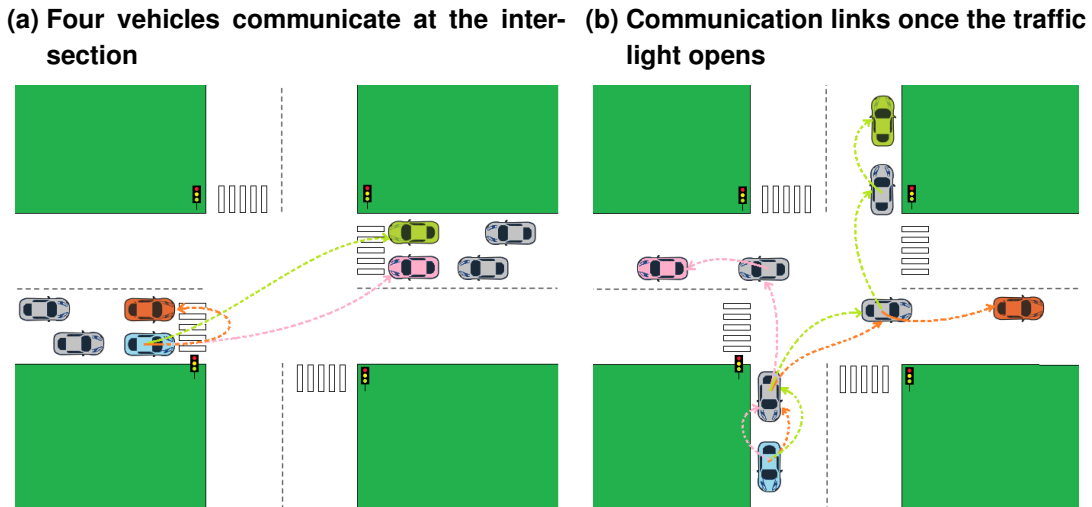 (a) Four vehicles communicate at the inter-
section
(b) Communication links once the traffic
light opens